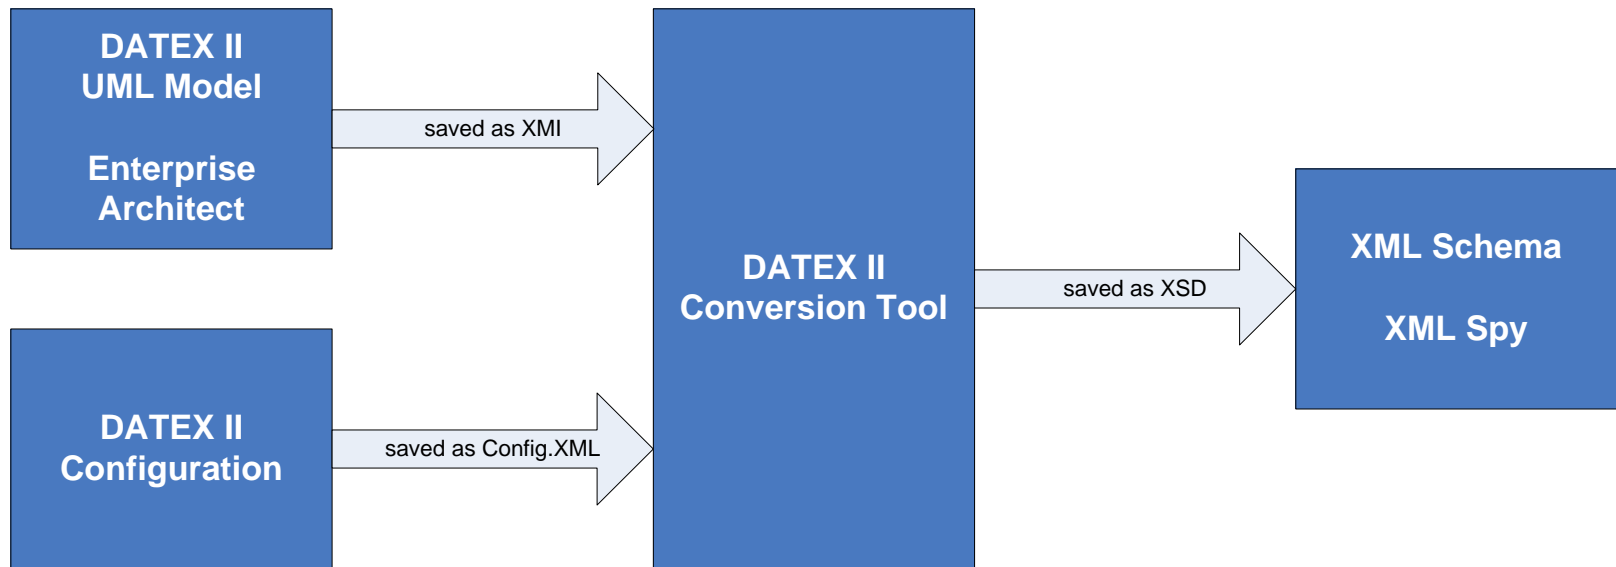 DATEX II
UML Model
Enterprise
Architect
saved as XMI
DATEX II
Configuration
saved as Config.XML
DATEX II
Conversion Tool
saved as XSD
XML Schema
XML Spy